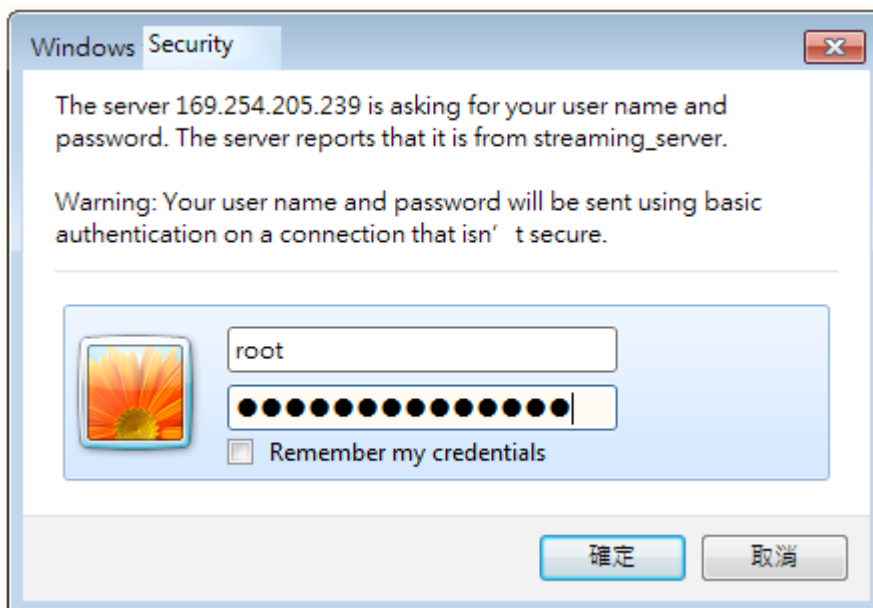 Windows Security
The server 169.254.205.239 is asking for your user name and
password. The server reports that it is from streaming_server.
Warning: Your user name and password will be sent using basic
authentication on a connection that isn’ t secure.
root
●●●●●●●●●●●●●●
Remember my credentials
確定 取消